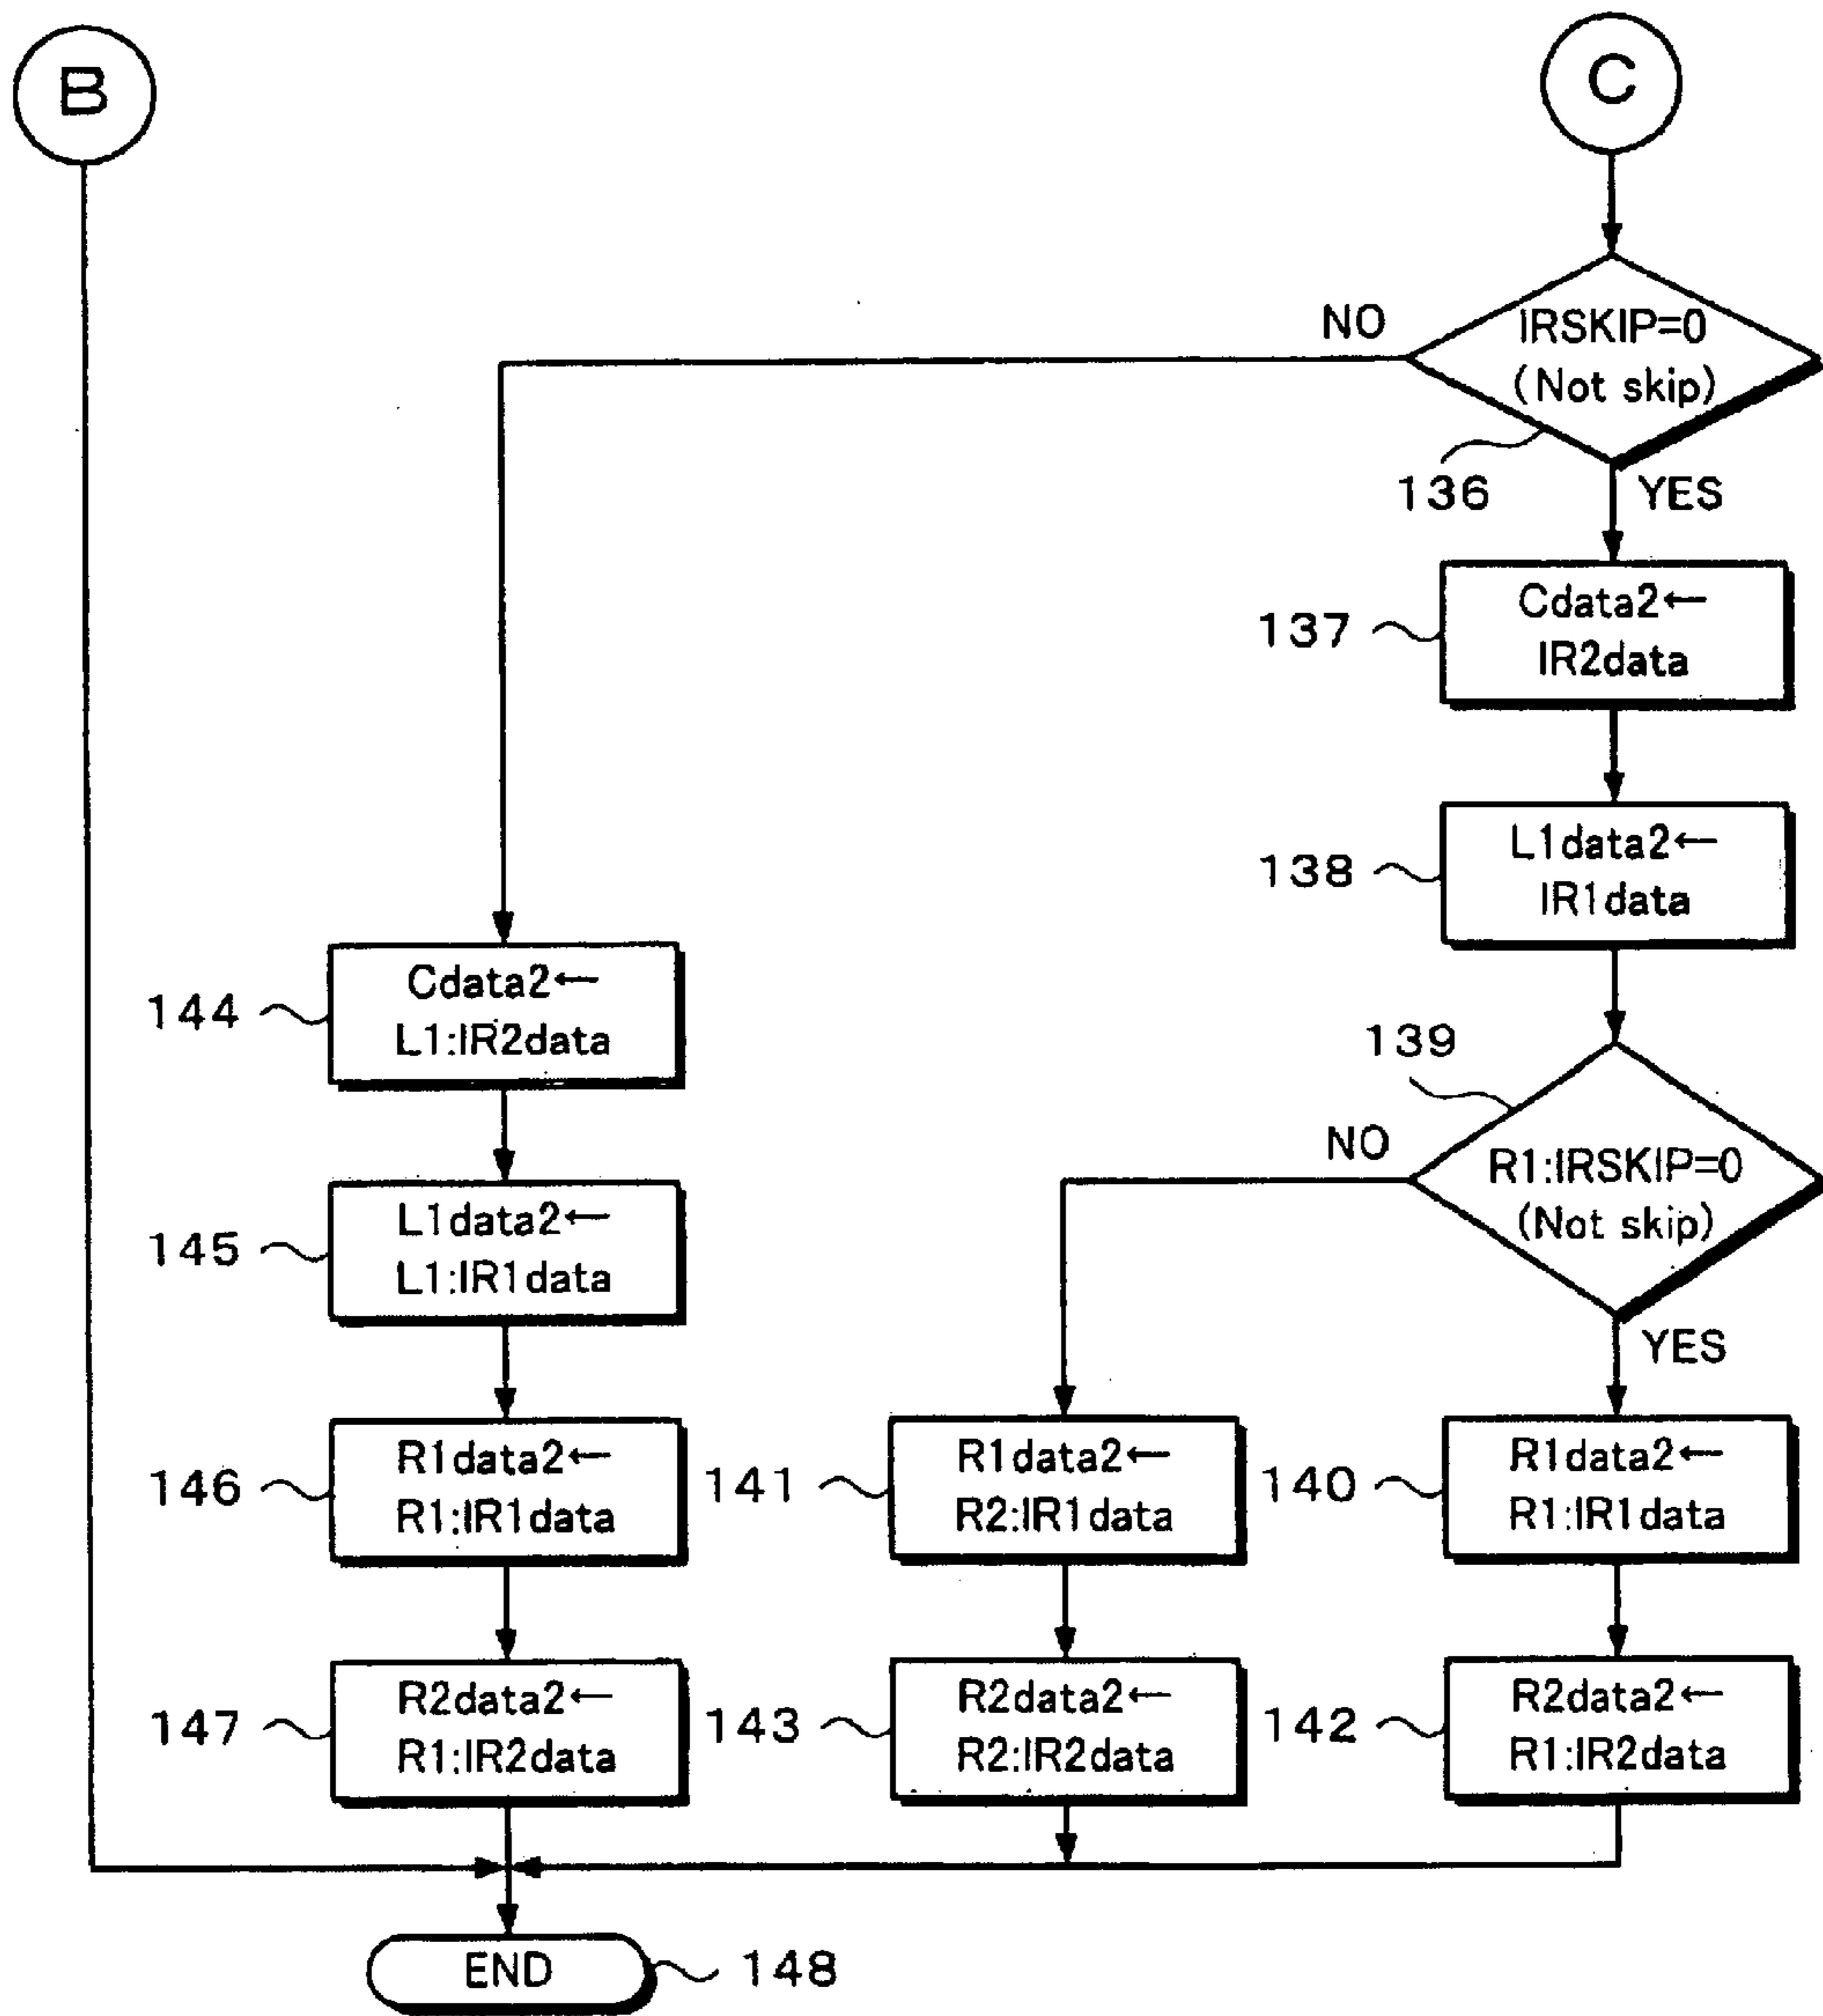 B
C
NO
IRSKIP=0
(Not skip)
136
YES
137
Cdata2←
IR2data
138
L1data2←
IR1data
144
Cdata2←
L1:IR2data
139
NO
R1:IRSKIP=0
(Not skip)
YES
145
L1data2←
L1:IR1data
146
R1data2←
R1:IR1data
141
R1data2←
R2:IR1data
140
R1data2←
R1:IR1data
147
R2data2←
R1:IR2data
143
R2data2←
R2:IR2data
142
R2data2←
R1:IR2data
END
148